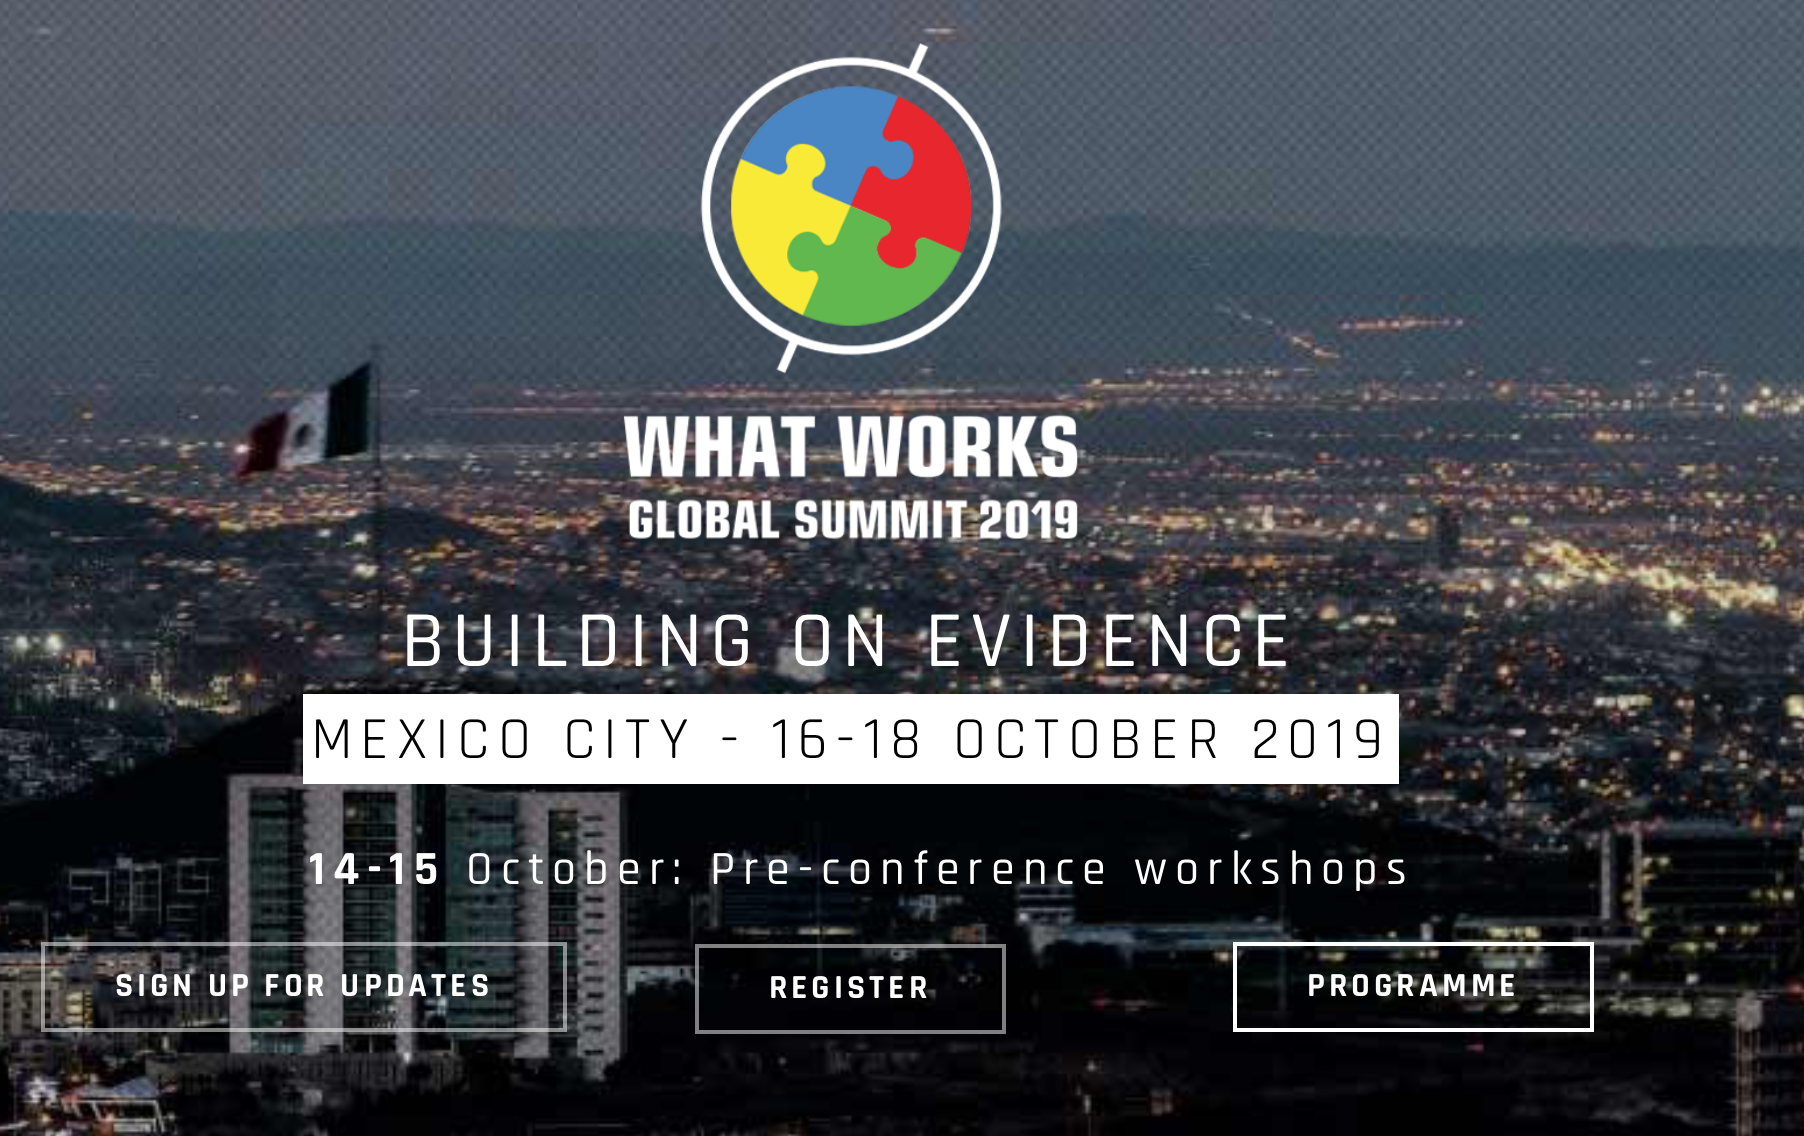 WHAT WORKS
GLOBAL SUMMIT 2019
BUILDING ON EVIDENCE
MEXICO CITY - 16-18 OCTOBER 2019
14-15 October: Pre-conference workshops
SIGN UP FOR UPDATES
REGISTER
PROGRAMME